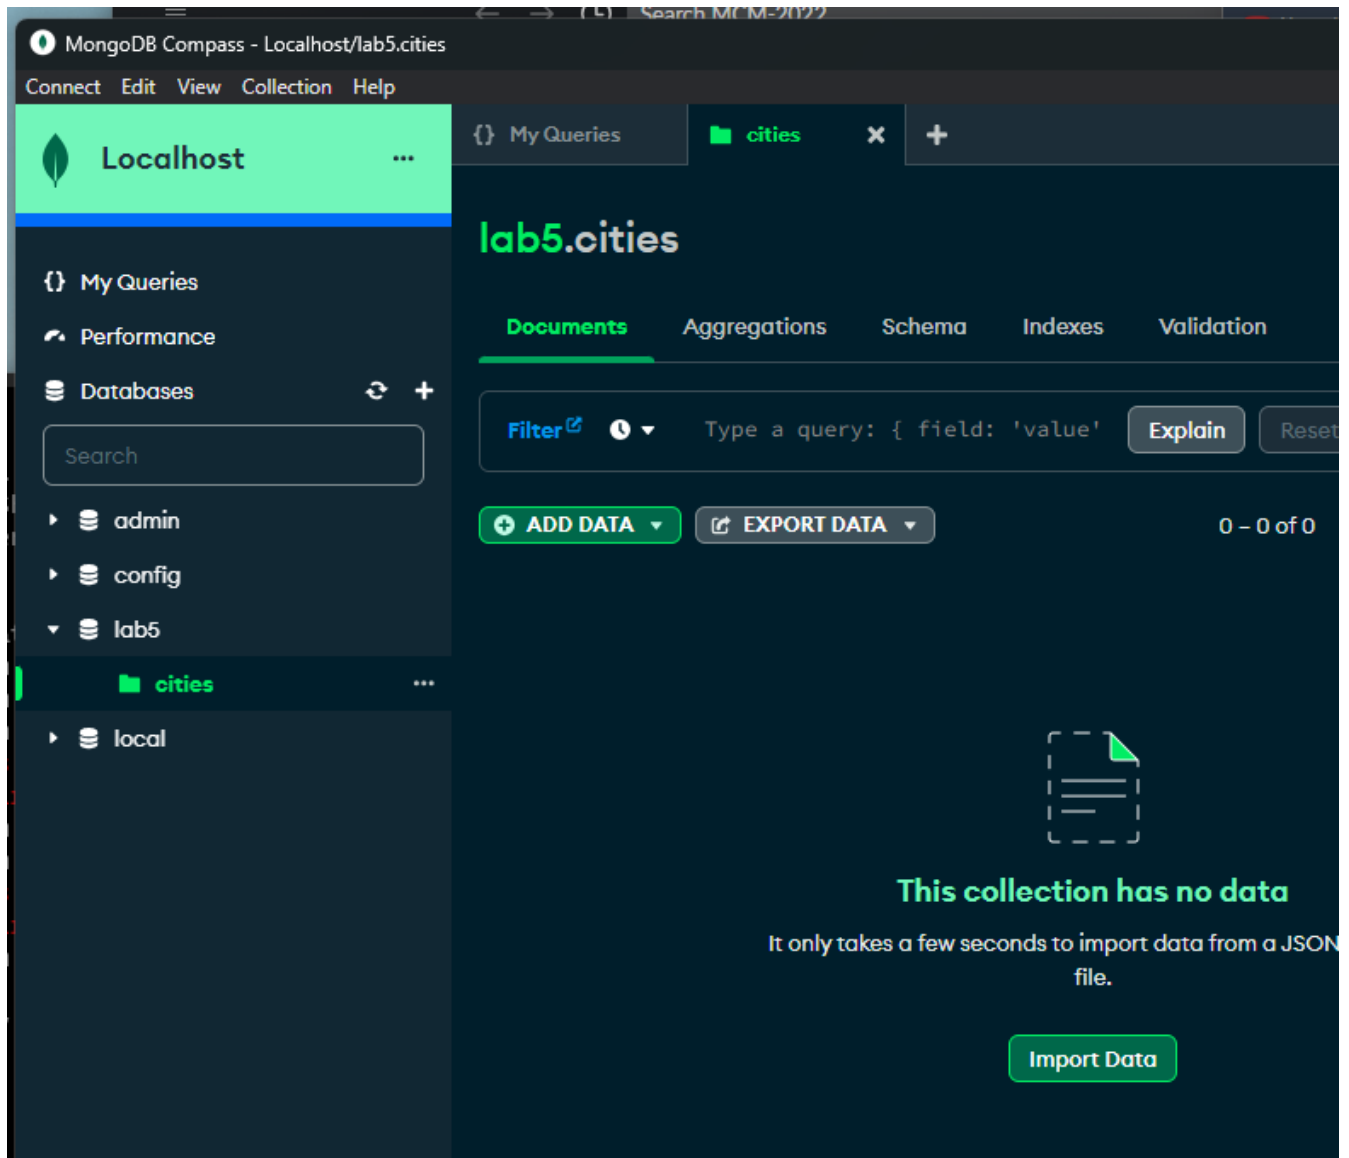 Search MCM-2022
MongoDB Compass - Localhost/lab5.cities
Connect Edit View Collection Help
Localhost ...
{} My Queries
cities
lab5.cities
{} My Queries
Performance
Databases
Search
admin
config
lab5
cities ...
local
Documents Aggregations Schema Indexes Validation
Filter Type a query: { field: 'value' Explain Reset
ADD DATA EXPORT DATA 0 – 0 of 0
This collection has no data
It only takes a few seconds to import data from a JSON
file.
Import Data